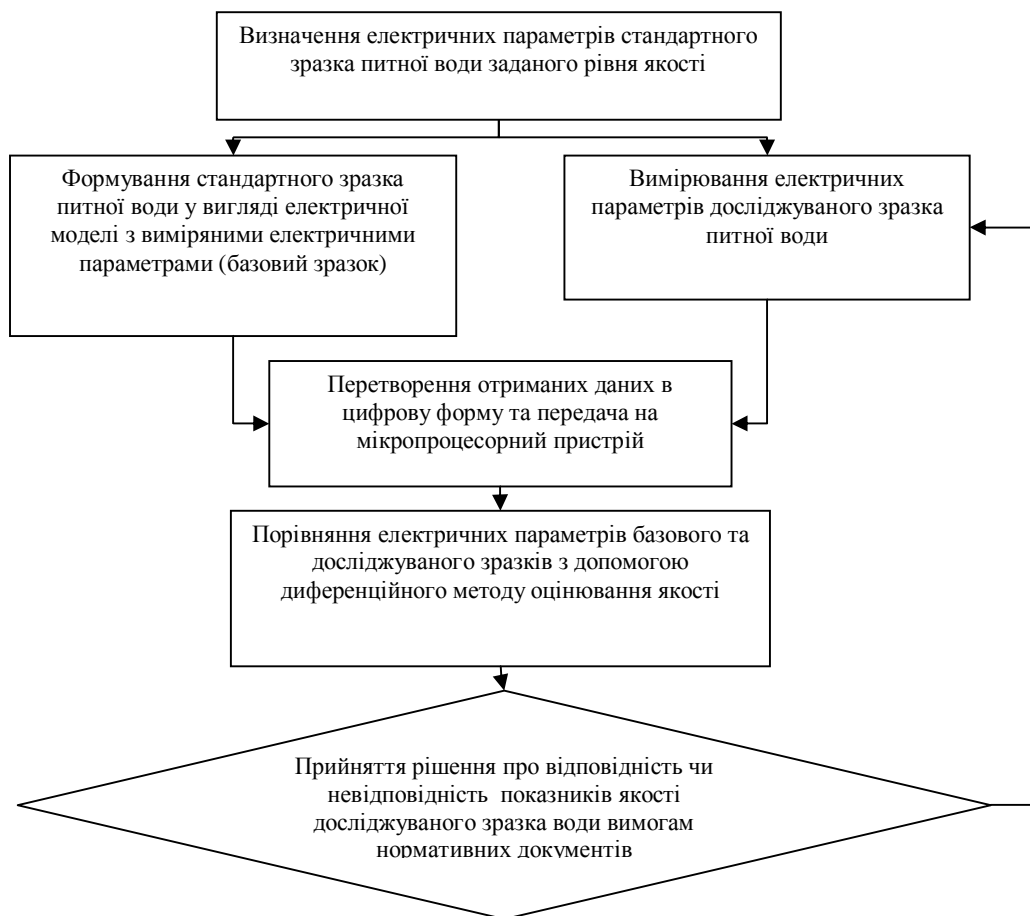 Визначення електричних параметрів стандартного
зразка питної води заданого рівня якості
Формування стандартного зразка
питної води у вигляді електричної
моделі з виміряними електричними
параметрами (базовий зразок)
Вимірювання електричних
параметрів досліджуваного зразка
питної води
Перетворення отриманих даних в
цифрову форму та передача на
мікропроцесорний пристрій
Порівняння електричних параметрів базового та
досліджуваного зразків з допомогою
диференційного методу оцінювання якості
Прийняття рішення про відповідність чи
невідповідність показників якості
досліджуваного зразка води вимогам
нормативних документів